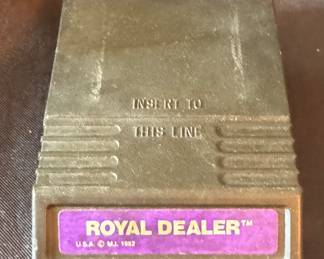 INSERT TO
THIS LINE
ROYAL DEALER™
U.S.A. © M.I. 1982